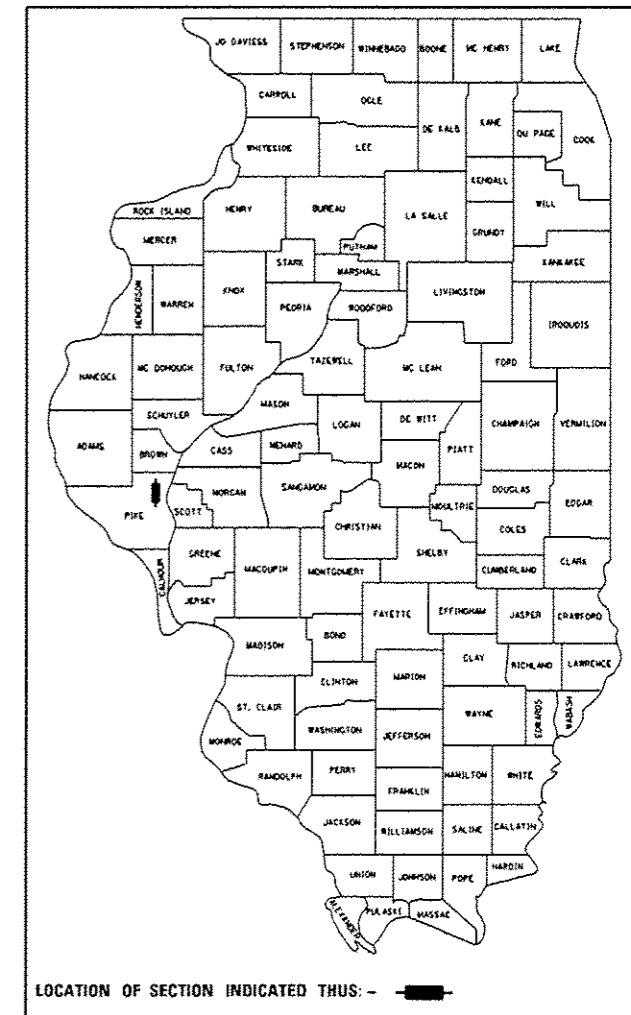 JO DAVIESS STEPHENSON WINNEBAGO BOONE MC HENRY LAKE
CARROLL OGLE DE KALB KANE DU PAGE COOK
WHITESIDE LEE KENDALL WILL
ROCK ISLAND HENRY BUREAU LA SALLE GRUNDY
MERCER PUTNAM KANKAKEE
STARK MARSHALL
HENDERSON WARREN KNOX PEORIA WOODFORD LIVINGSTON IROQUOIS
HANCOCK MC DONOUGH FULTON TAZEWELL MC LEAN FORD
SCHUYLER MASON LOGAN DE WITT CHAMPAIGN VERMILION
ADAMS BROWN CASS MENARD MACON PIATT
PIKE SCOTT MORGAN SANGAMON MOULTRIE DOUGLAS EDGAR
CHRISTIAN COLES
GREENE MACOUPIN MONTGOMERY SHELBY CUMBERLAND CLARK
CALHOUN JERSEY FAYETTE EFFINGHAM JASPER CRAWFORD
MADISON BOND CLAY RICHLAND LAWRENCE
CLINTON MARION
ST. CLAIR WASHINGTON JEFFERSON WAYNE EDWARDS WABASH
MONROE
RANDOLPH PERRY HAMILTON WHITE
FRANKLIN
JACKSON WILLIAMSON SALINE GALLATIN
UNION JOHNSON POPE HARDIN
ALEXANDER PULASKI MASSAC
LOCATION OF SECTION INDICATED THUS: -